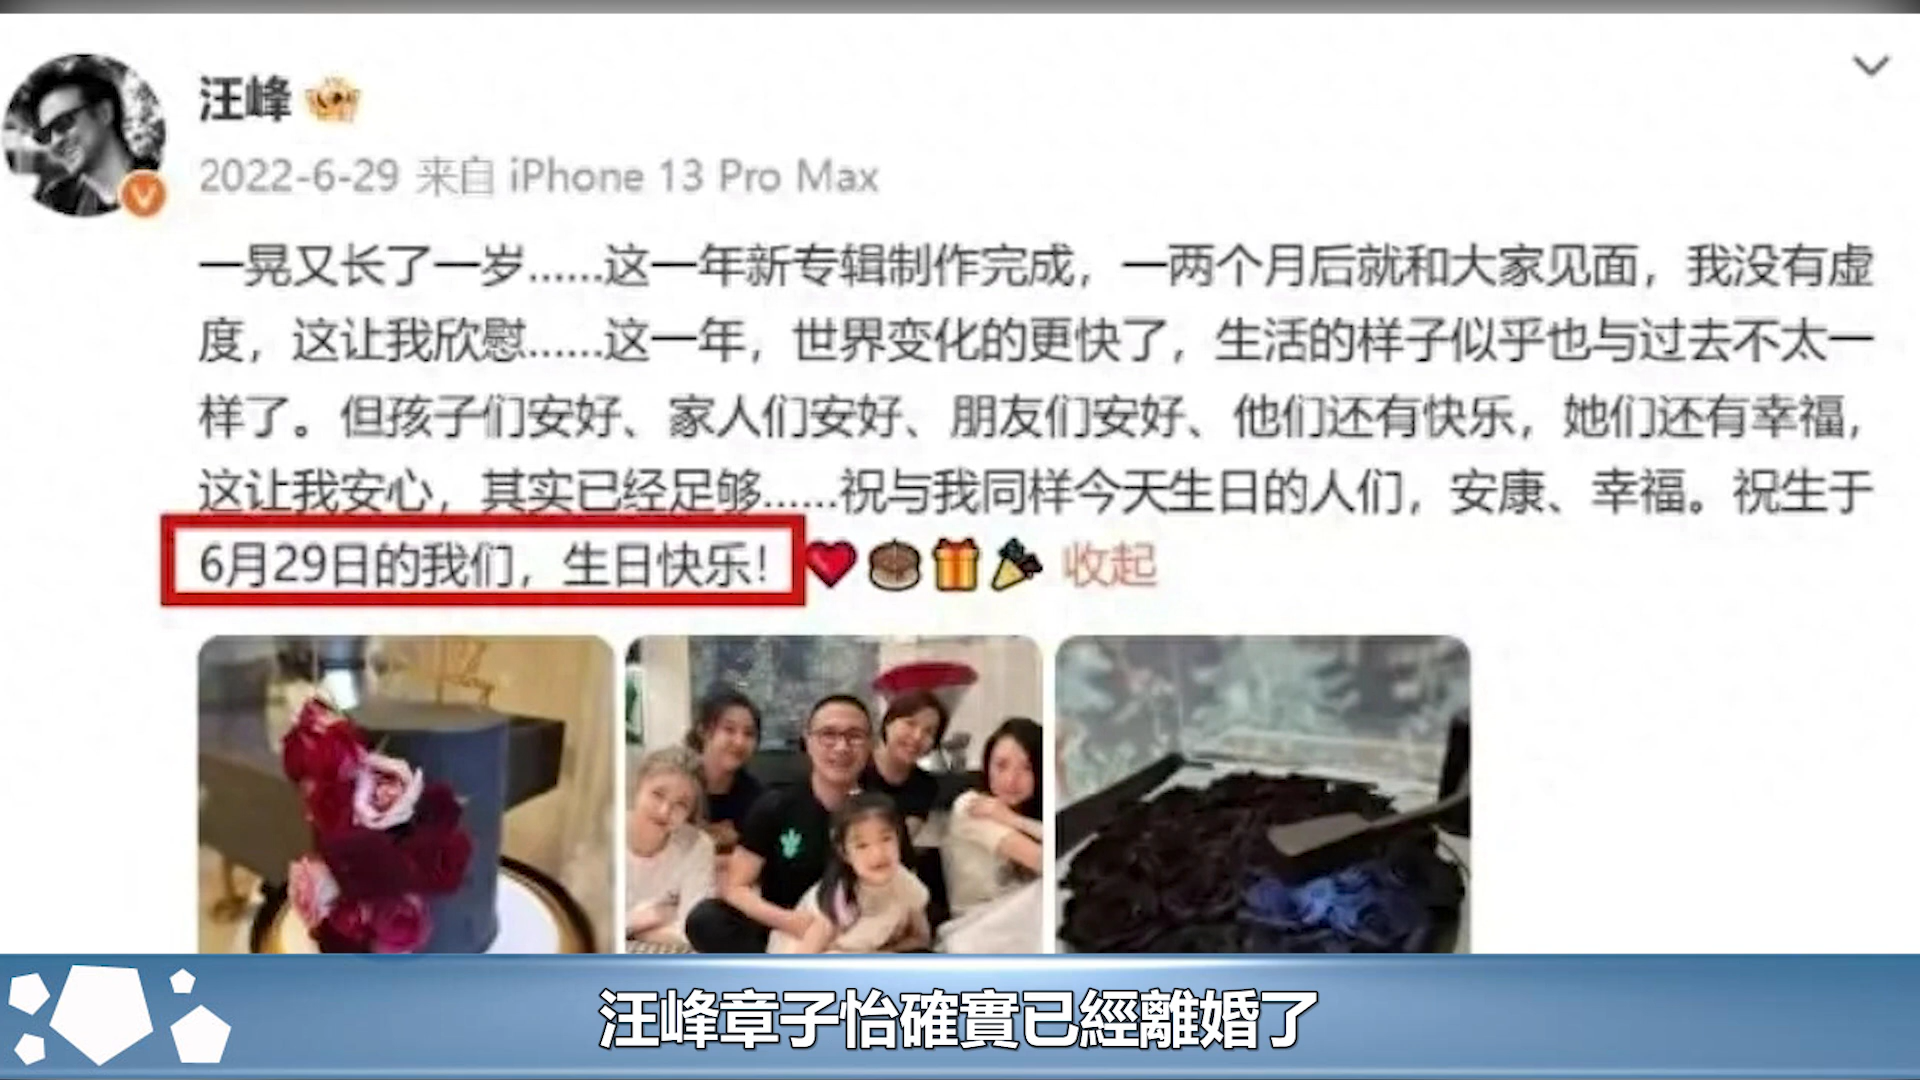 汪峰
2022-6-29 来自 iPhone 13 Pro Max
一晃又长了一岁......这一年新专辑制作完成，一两个月后就和大家见面，我没有虚
度，这让我欣慰......这一年，世界变化的更快了，生活的样子似乎也与过去不太一
样了。但孩子们安好、家人们安好、朋友们安好、他们还有快乐，她们还有幸福，
这让我安心，其实已经足够......祝与我同样今天生日的人们，安康、幸福。祝生于
6月29日的我们，生日快乐！ 收起
汪峰章子怡確實已經離婚了